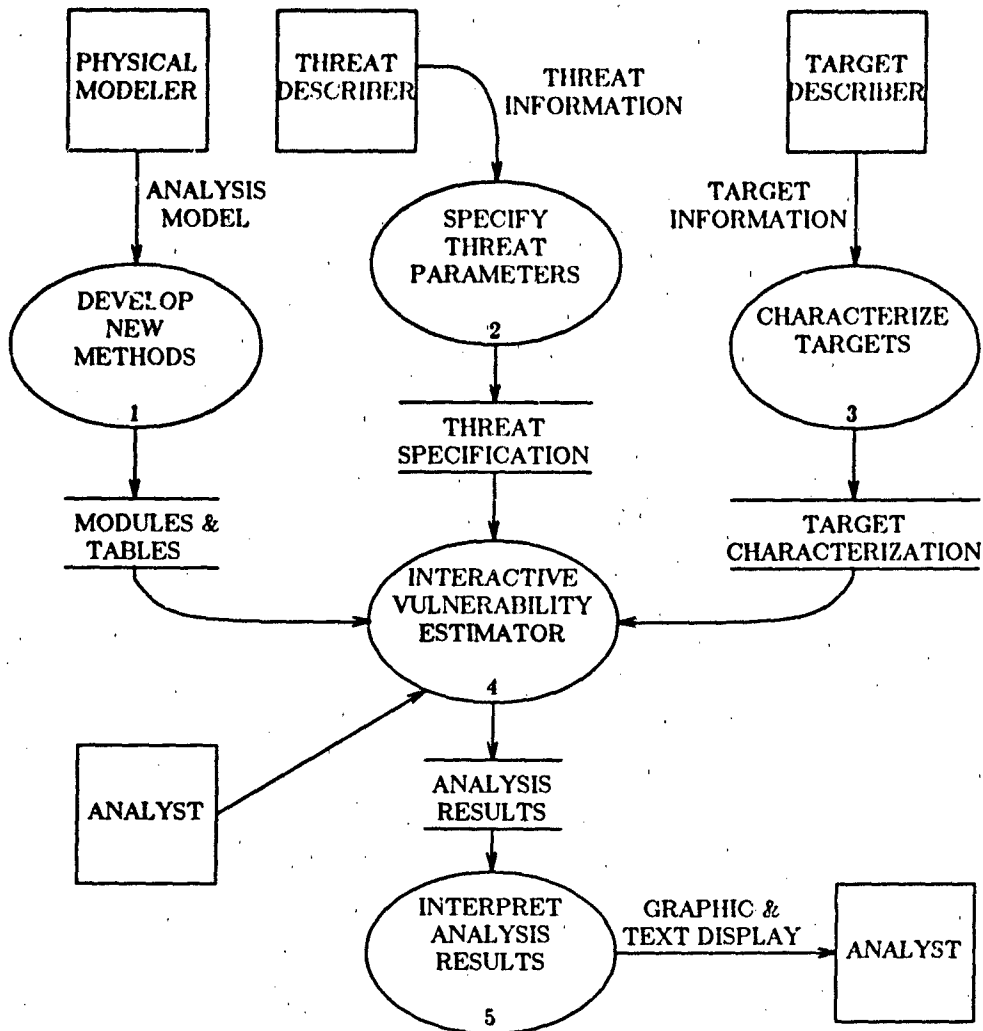 PHYSICAL
MODELER
THREAT
DESCRIBER
THREAT
INFORMATION
TARGET
DESCRIBER
ANALYSIS
MODEL
TARGET
INFORMATION
SPECIFY
THREAT
PARAMETERS
2
DEVELOP
NEW
METHODS
1
CHARACTERIZE
TARGETS
3
THREAT
SPECIFICATION
MODULES &
TABLES
TARGET
CHARACTERIZATION
INTERACTIVE
VULNERABILITY
ESTIMATOR
4
ANALYST
ANALYSIS
RESULTS
INTERPRET
ANALYSIS
RESULTS
5
GRAPHIC &
TEXT DISPLAY
ANALYST